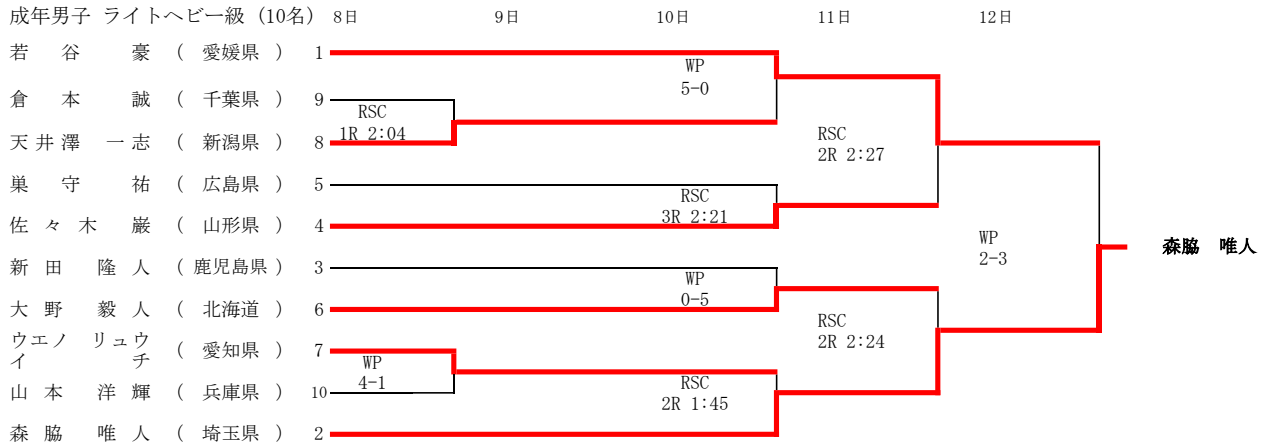 成年男子 ライトヘビー級 (10名) 8日 9日 10日 11日 12日
若谷 豪 ( 愛媛県 ) 1
WP
5-0
倉本 誠 ( 千葉県 ) 9
RSC
1R 2:04
天井澤 一志 ( 新潟県 ) 8
RSC
2R 2:27
巣守 祐 ( 広島県 ) 5
RSC
3R 2:21
佐々木 巌 ( 山形県 ) 4
WP
2-3
森脇 唯人
新田 隆人 ( 鹿児島県 ) 3
WP
0-5
大野 毅人 ( 北海道 ) 6
RSC
2R 2:24
ウエノ リュウ
イチ ( 愛知県 ) 7
WP
4-1
山本 洋輝 ( 兵庫県 ) 10
RSC
2R 1:45
森脇 唯人 ( 埼玉県 ) 2